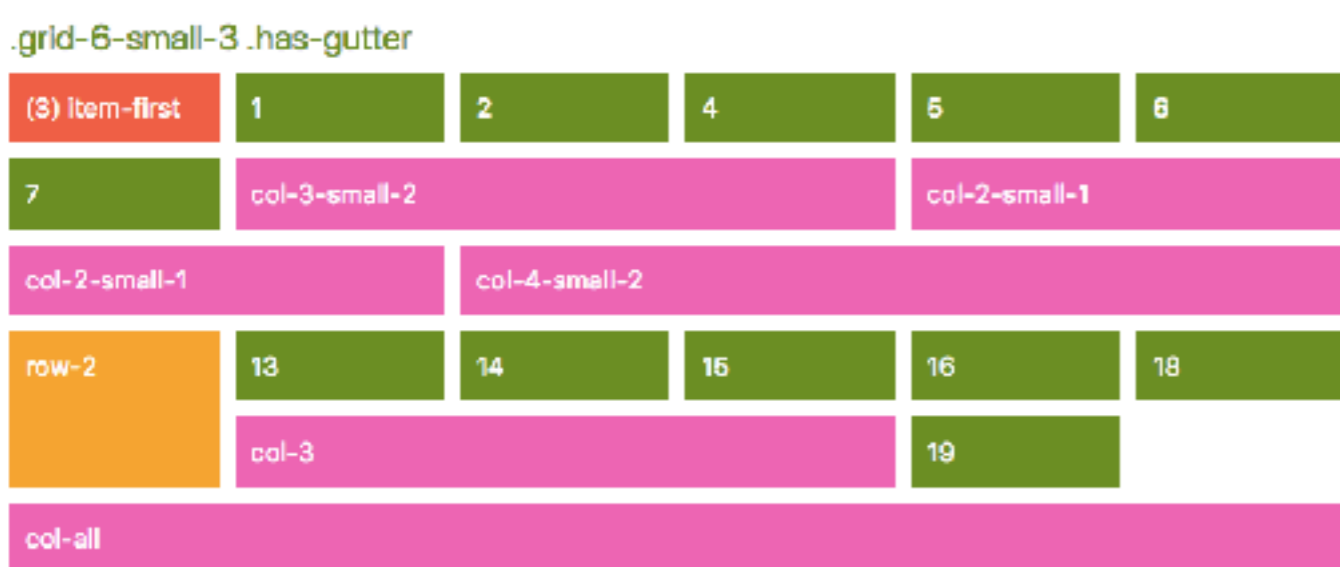 .grid-6-small-3 .has-gutter
(3) item-first 1 2 4 5 6
7 col-3-small-2 col-2-small-1
col-2-small-1 col-4-small-2
row-2 13 14 15 16 18
col-3 19
col-all